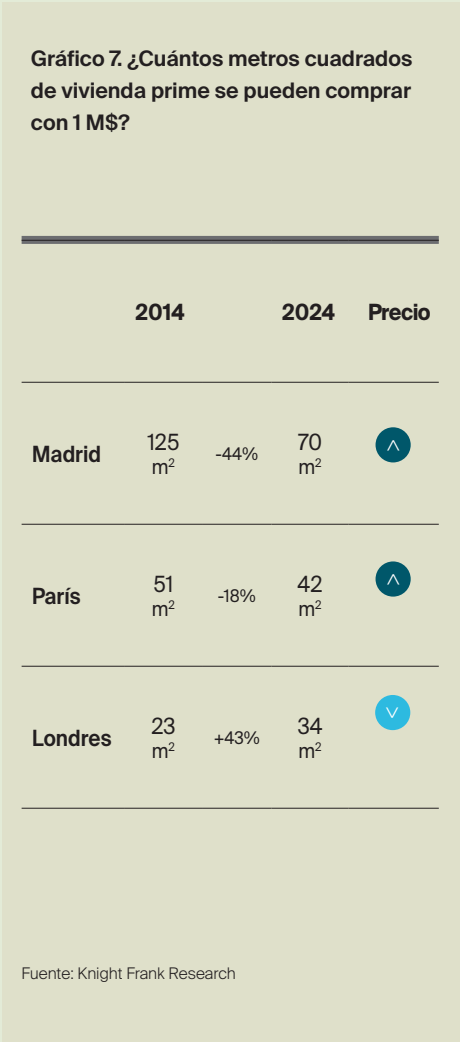 Gráfico 7. ¿Cuántos metros cuadrados
de vivienda prime se pueden comprar
con 1 M$?
2014 2024 Precio
Madrid 125 m² -44% 70 m²
París 51 m² -18% 42 m²
Londres 23 m² +43% 34 m²
Fuente: Knight Frank Research